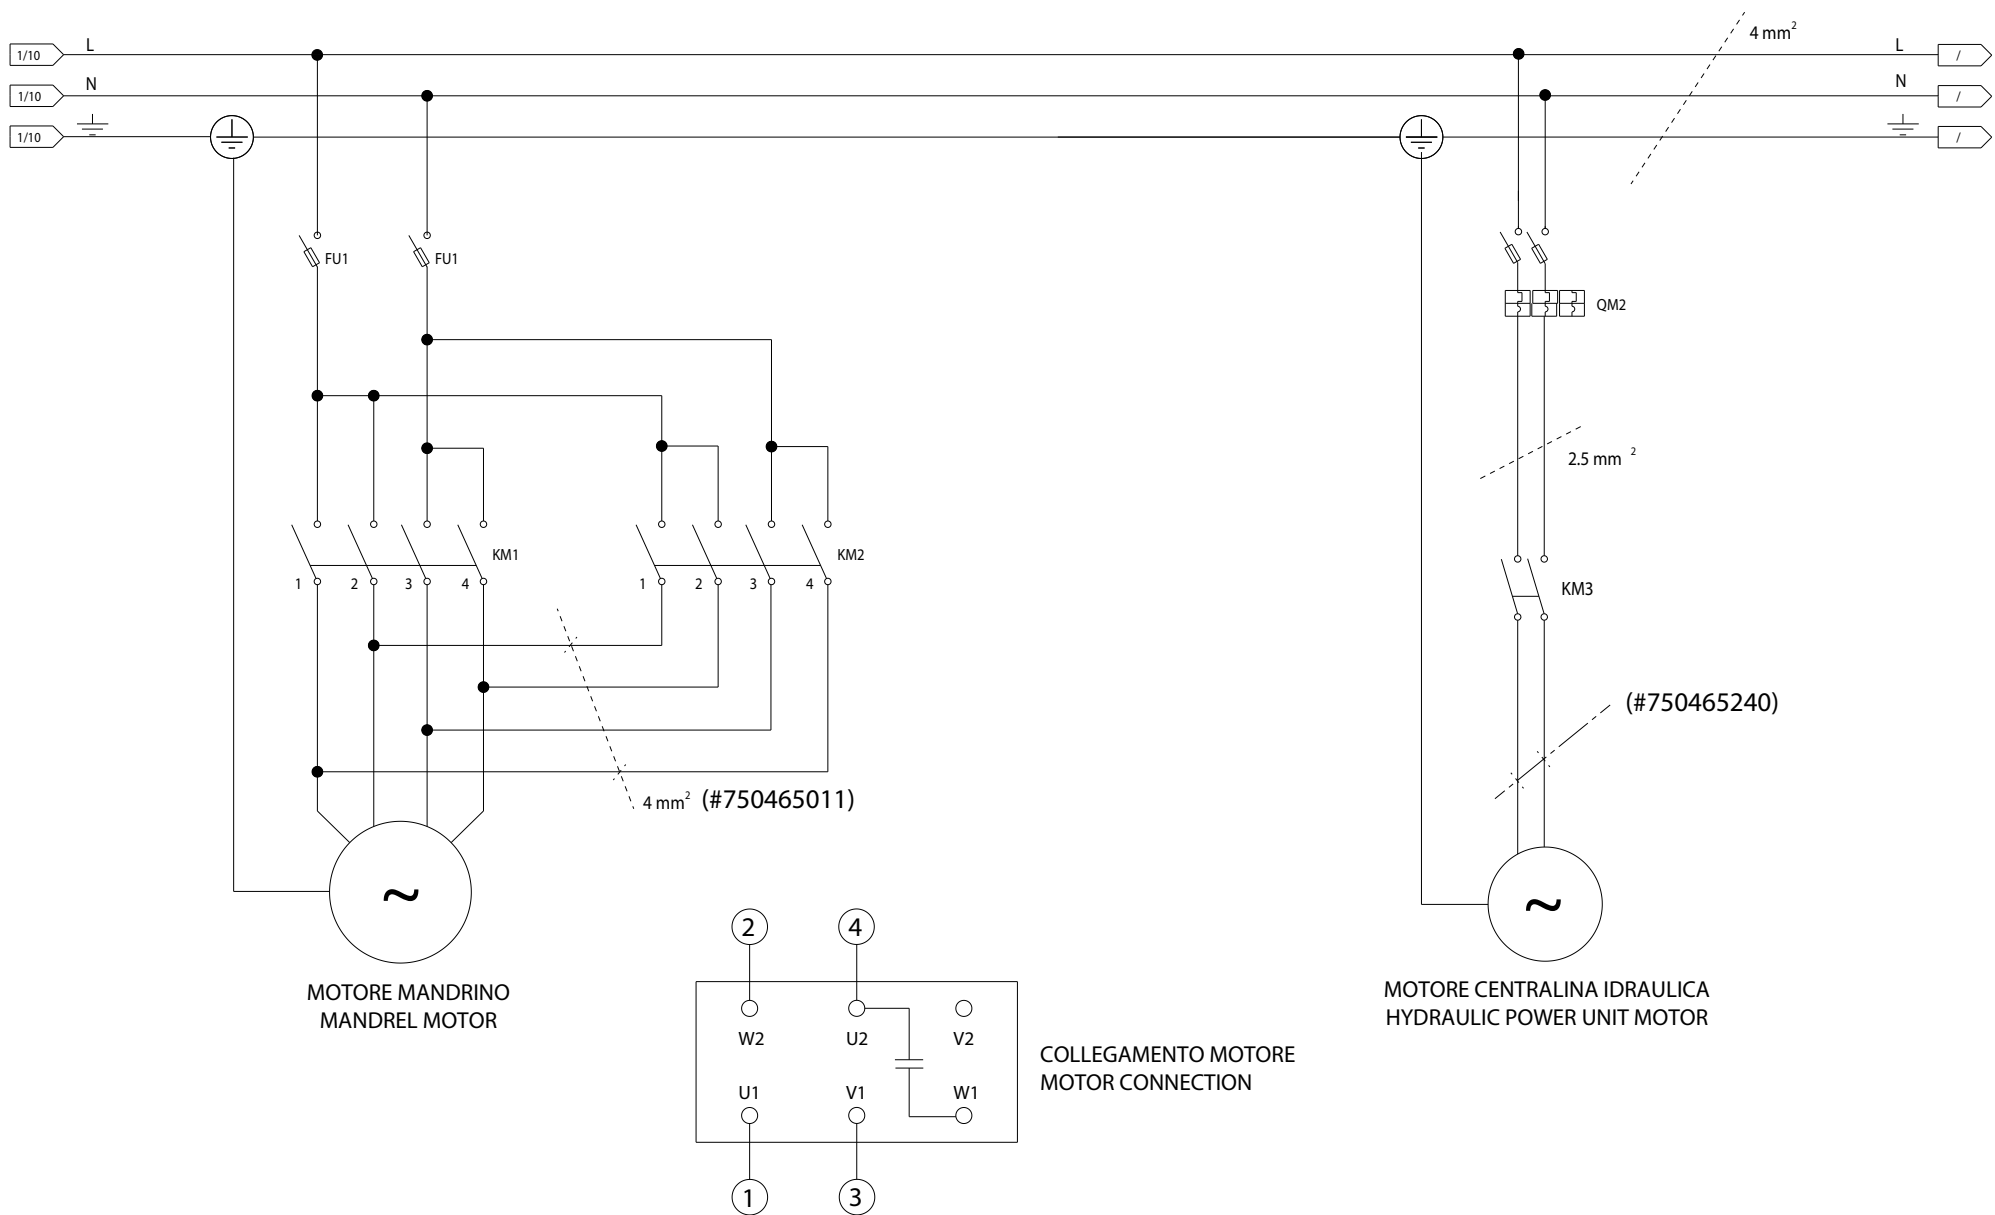 4 mm²
1/10 L L /
1/10 N N /
1/10 /
FU1 FU1
QM2
2.5 mm ²
KM1 KM2
1 2 3 4 1 2 3 4
KM3
(#750465240)
4 mm² (#750465011)
~ ~
2 4
MOTORE MANDRINO
MANDREL MOTOR
MOTORE CENTRALINA IDRAULICA
HYDRAULIC POWER UNIT MOTOR
W2 U2 V2
COLLEGAMENTO MOTORE
MOTOR CONNECTION
U1 V1 W1
1 3